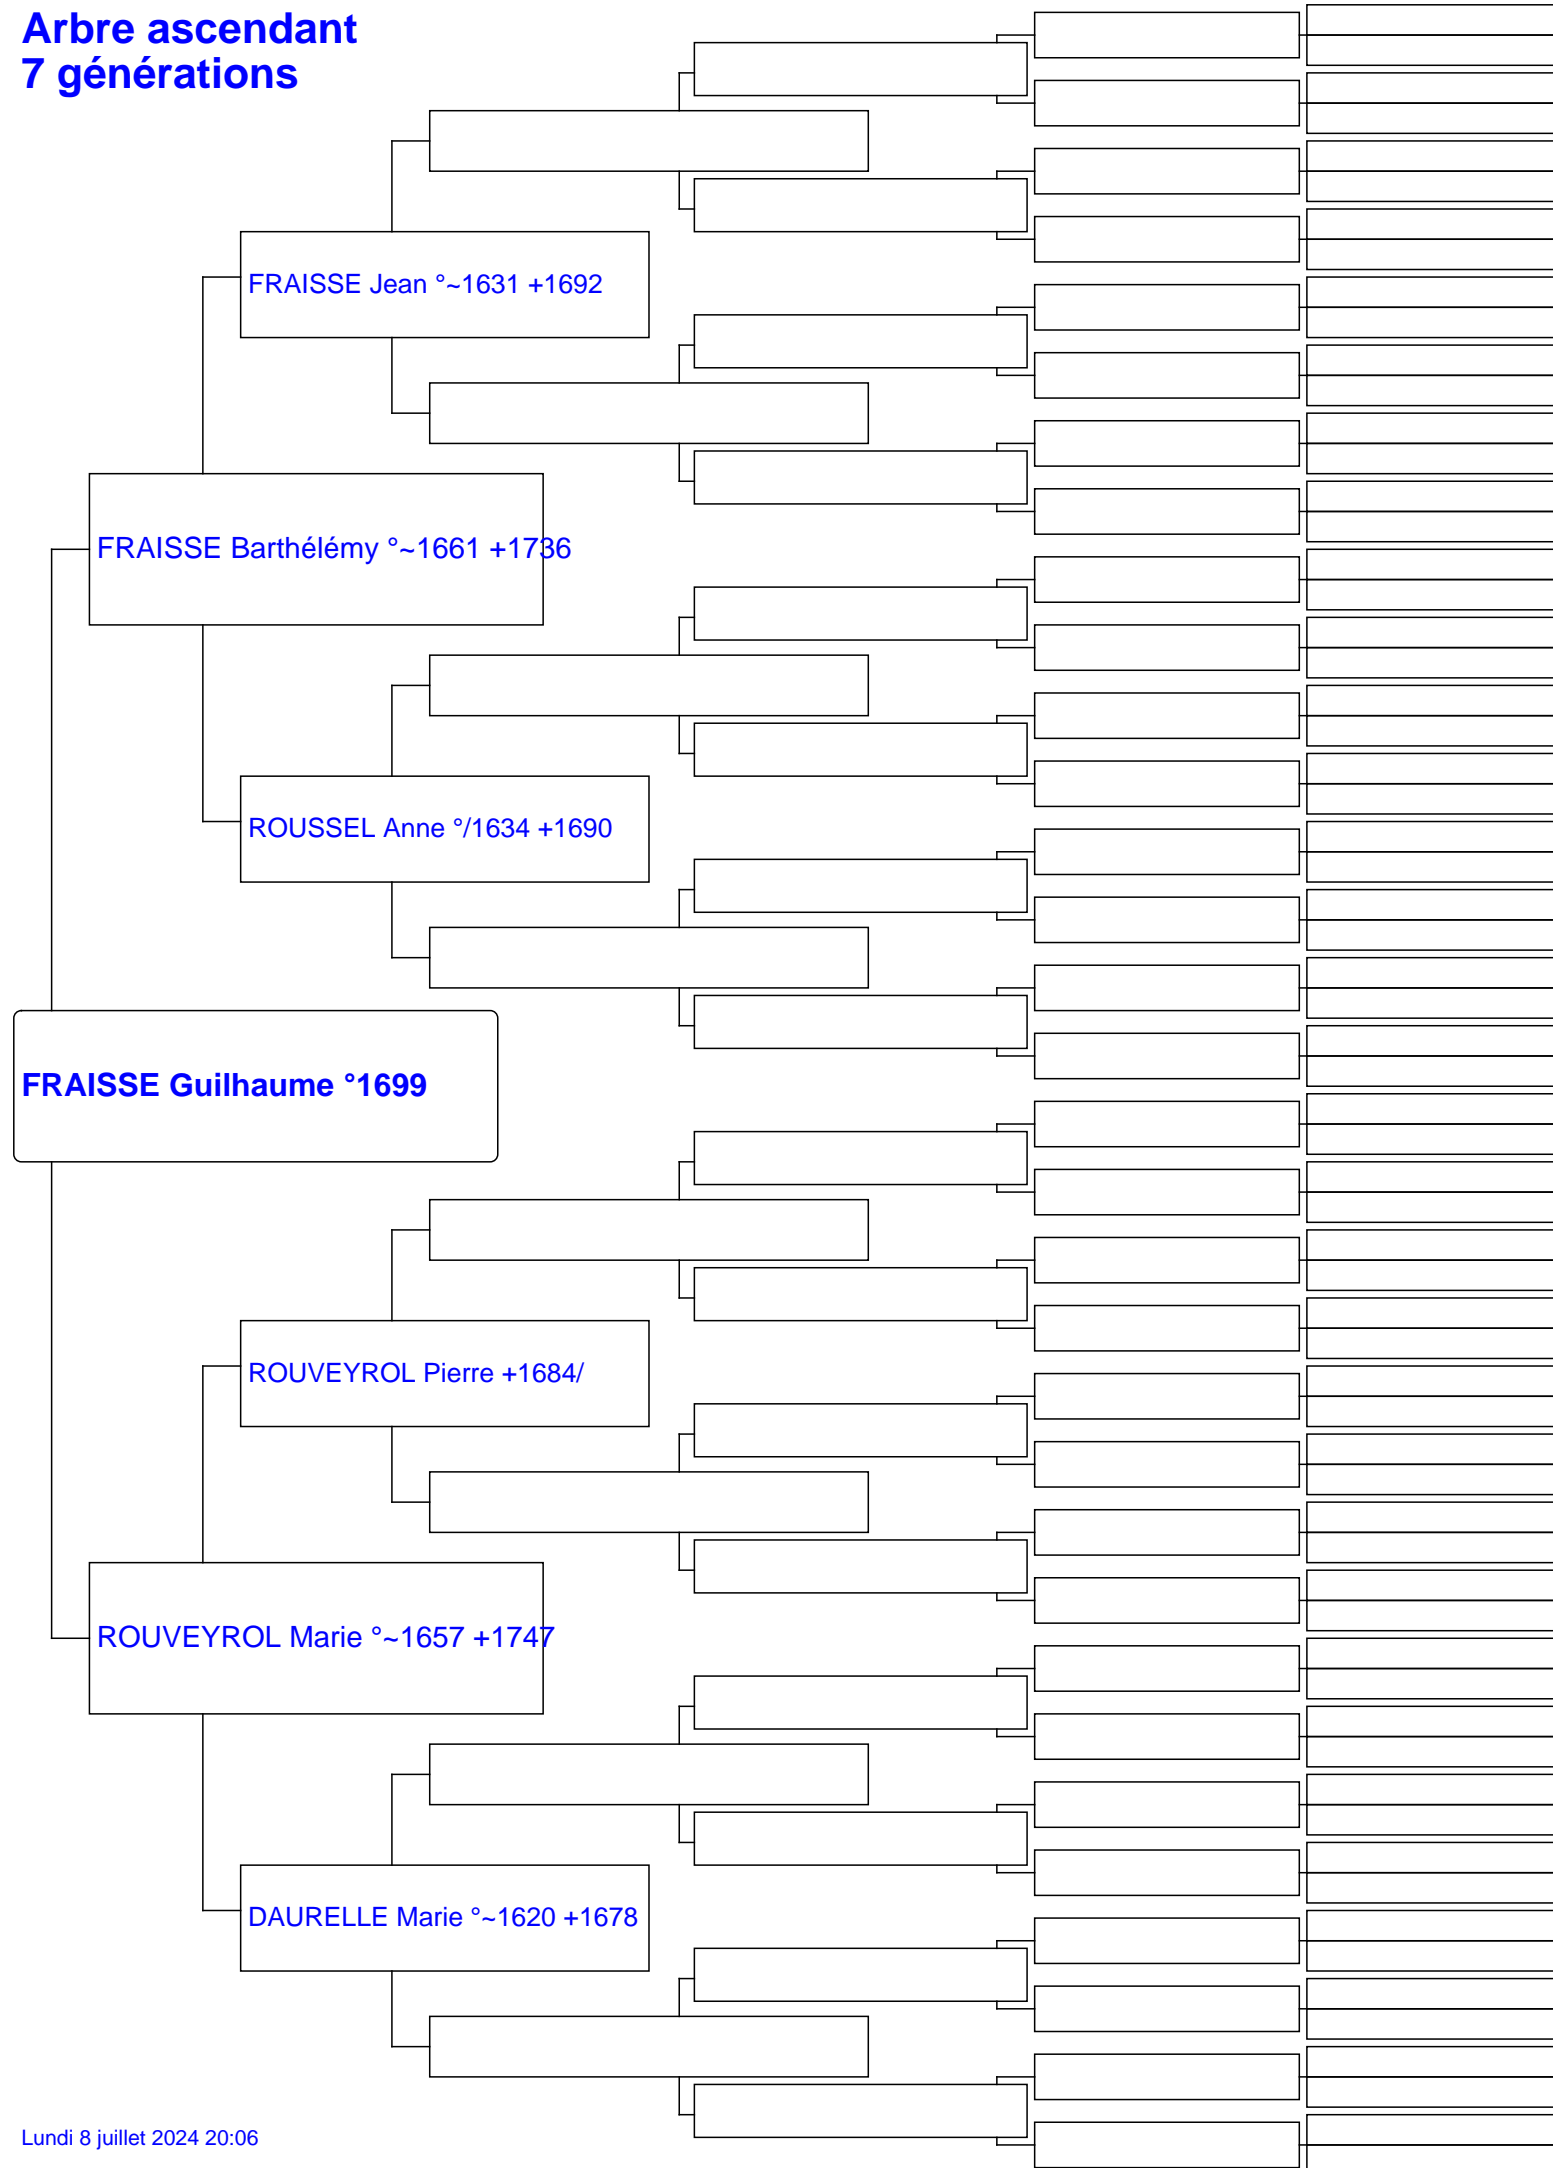 Arbre ascendant
7 générations
FRAISSE Jean °~1631 +1692
FRAISSE Barthélémy °~1661 +1736
ROUSSEL Anne °/1634 +1690
FRAISSE Guilhaume °1699
ROUVEYROL Pierre +1684/
ROUVEYROL Marie °~1657 +1747
DAURELLE Marie °~1620 +1678
Lundi 8 juillet 2024 20:06